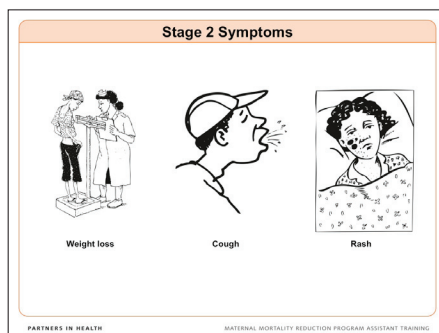 Stage 2 Symptoms
Weight loss
Cough
Rash
PARTNERS IN HEALTH
MATERNAL MORTALITY REDUCTION PROGRAM ASSISTANT TRAINING